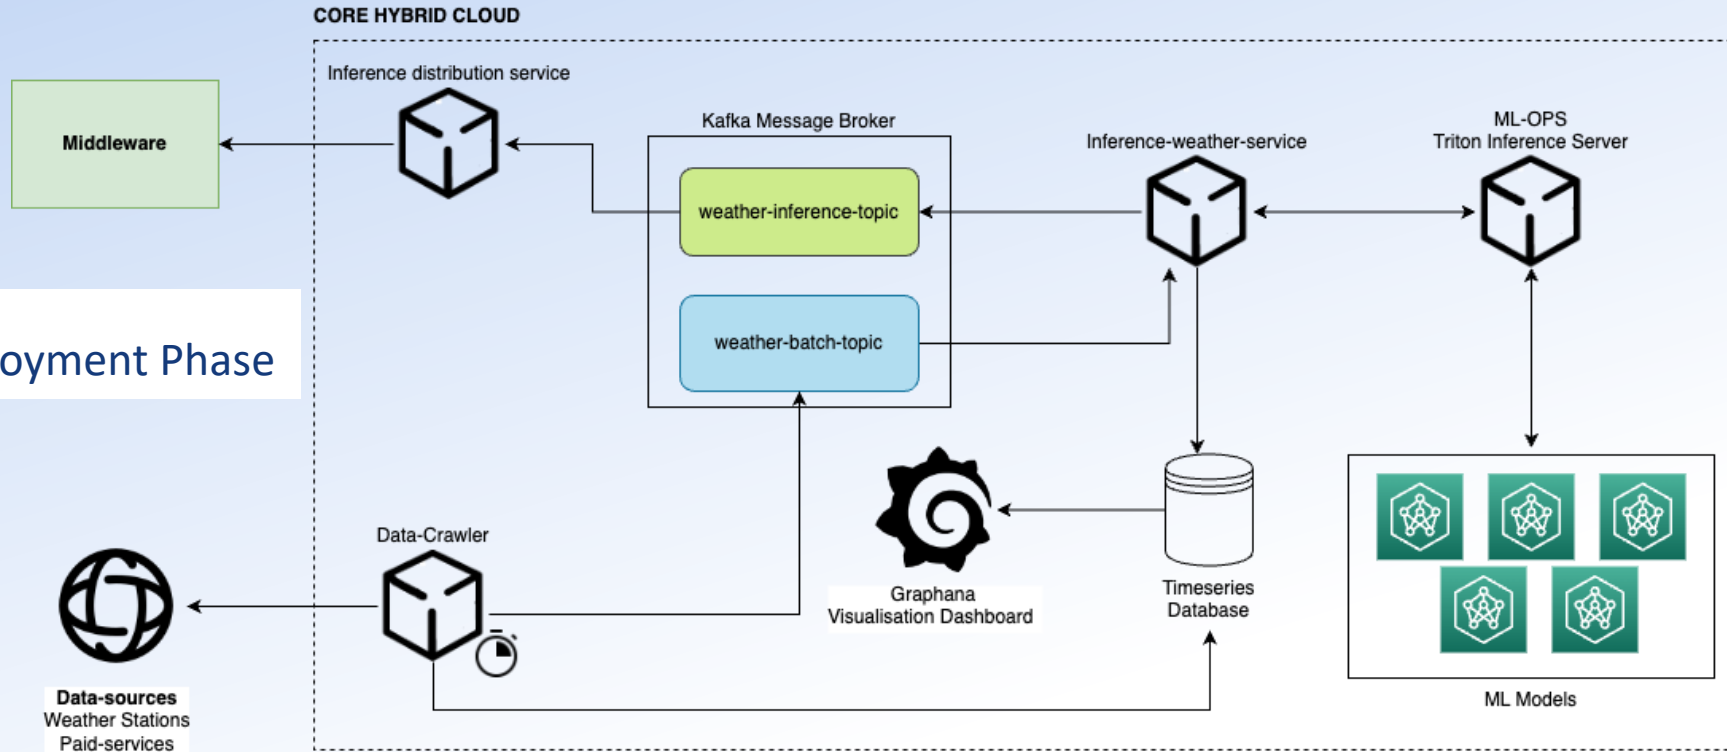 CORE HYBRID CLOUD
Inference distribution service
Middleware
Kafka Message Broker
weather-inference-topic
weather-batch-topic
Inference-weather-service
ML-OPS
Triton Inference Server
oyment Phase
Data-Crawler
Graphana
Visualisation Dashboard
Timeseries
Database
ML Models
Data-sources
Weather Stations
Paid-services